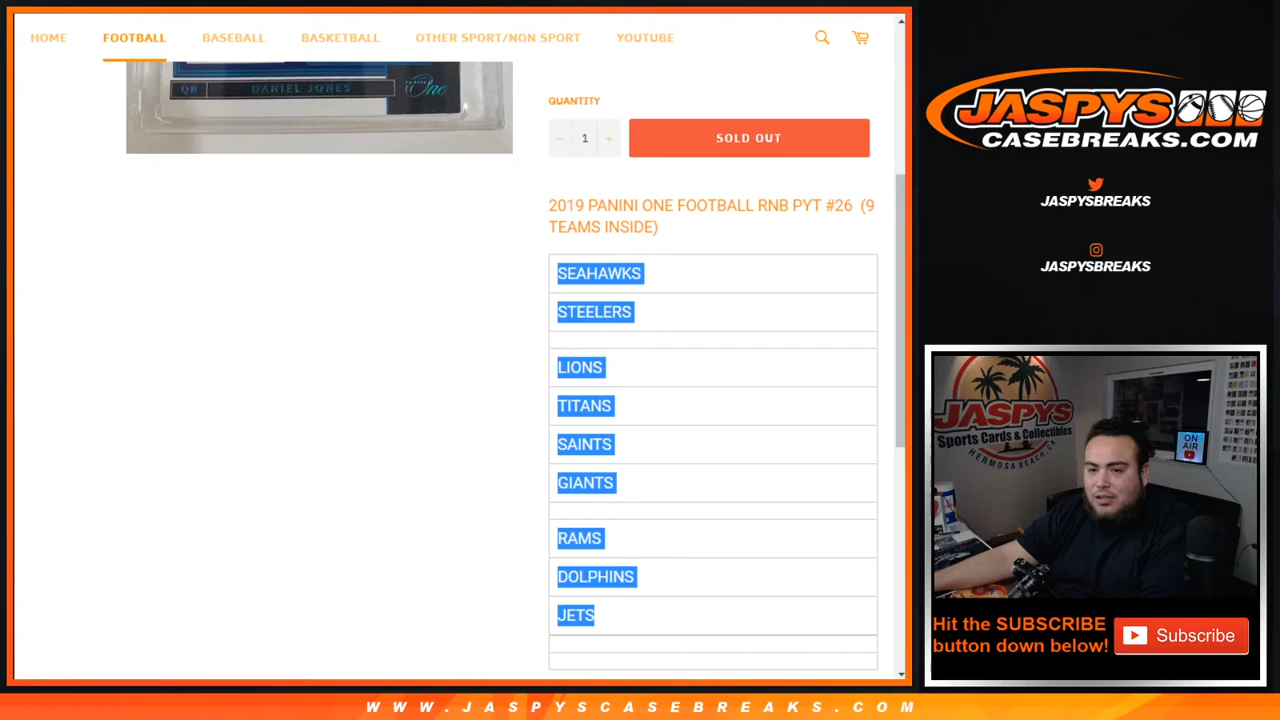 HOME FOOTBALL BASEBALL BASKETBALL OTHER SPORT/NON SPORT YOUTUBE
QB DANIEL JONES One
QUANTITY
− 1 + SOLD OUT
2019 PANINI ONE FOOTBALL RNB PYT #26 (9
TEAMS INSIDE)
SEAHAWKS
STEELERS
LIONS
TITANS
SAINTS
GIANTS
RAMS
DOLPHINS
JETS
JASPYS
CASEBREAKS.COM
JASPYSBREAKS
JASPYSBREAKS
JASPYS
Sports Cards & Collectibles
HERMOSA BEACH, CA
ON
AIR
Hit the SUBSCRIBE
button down below!
Subscribe
WWW.JASPYSCASEBREAKS.COM